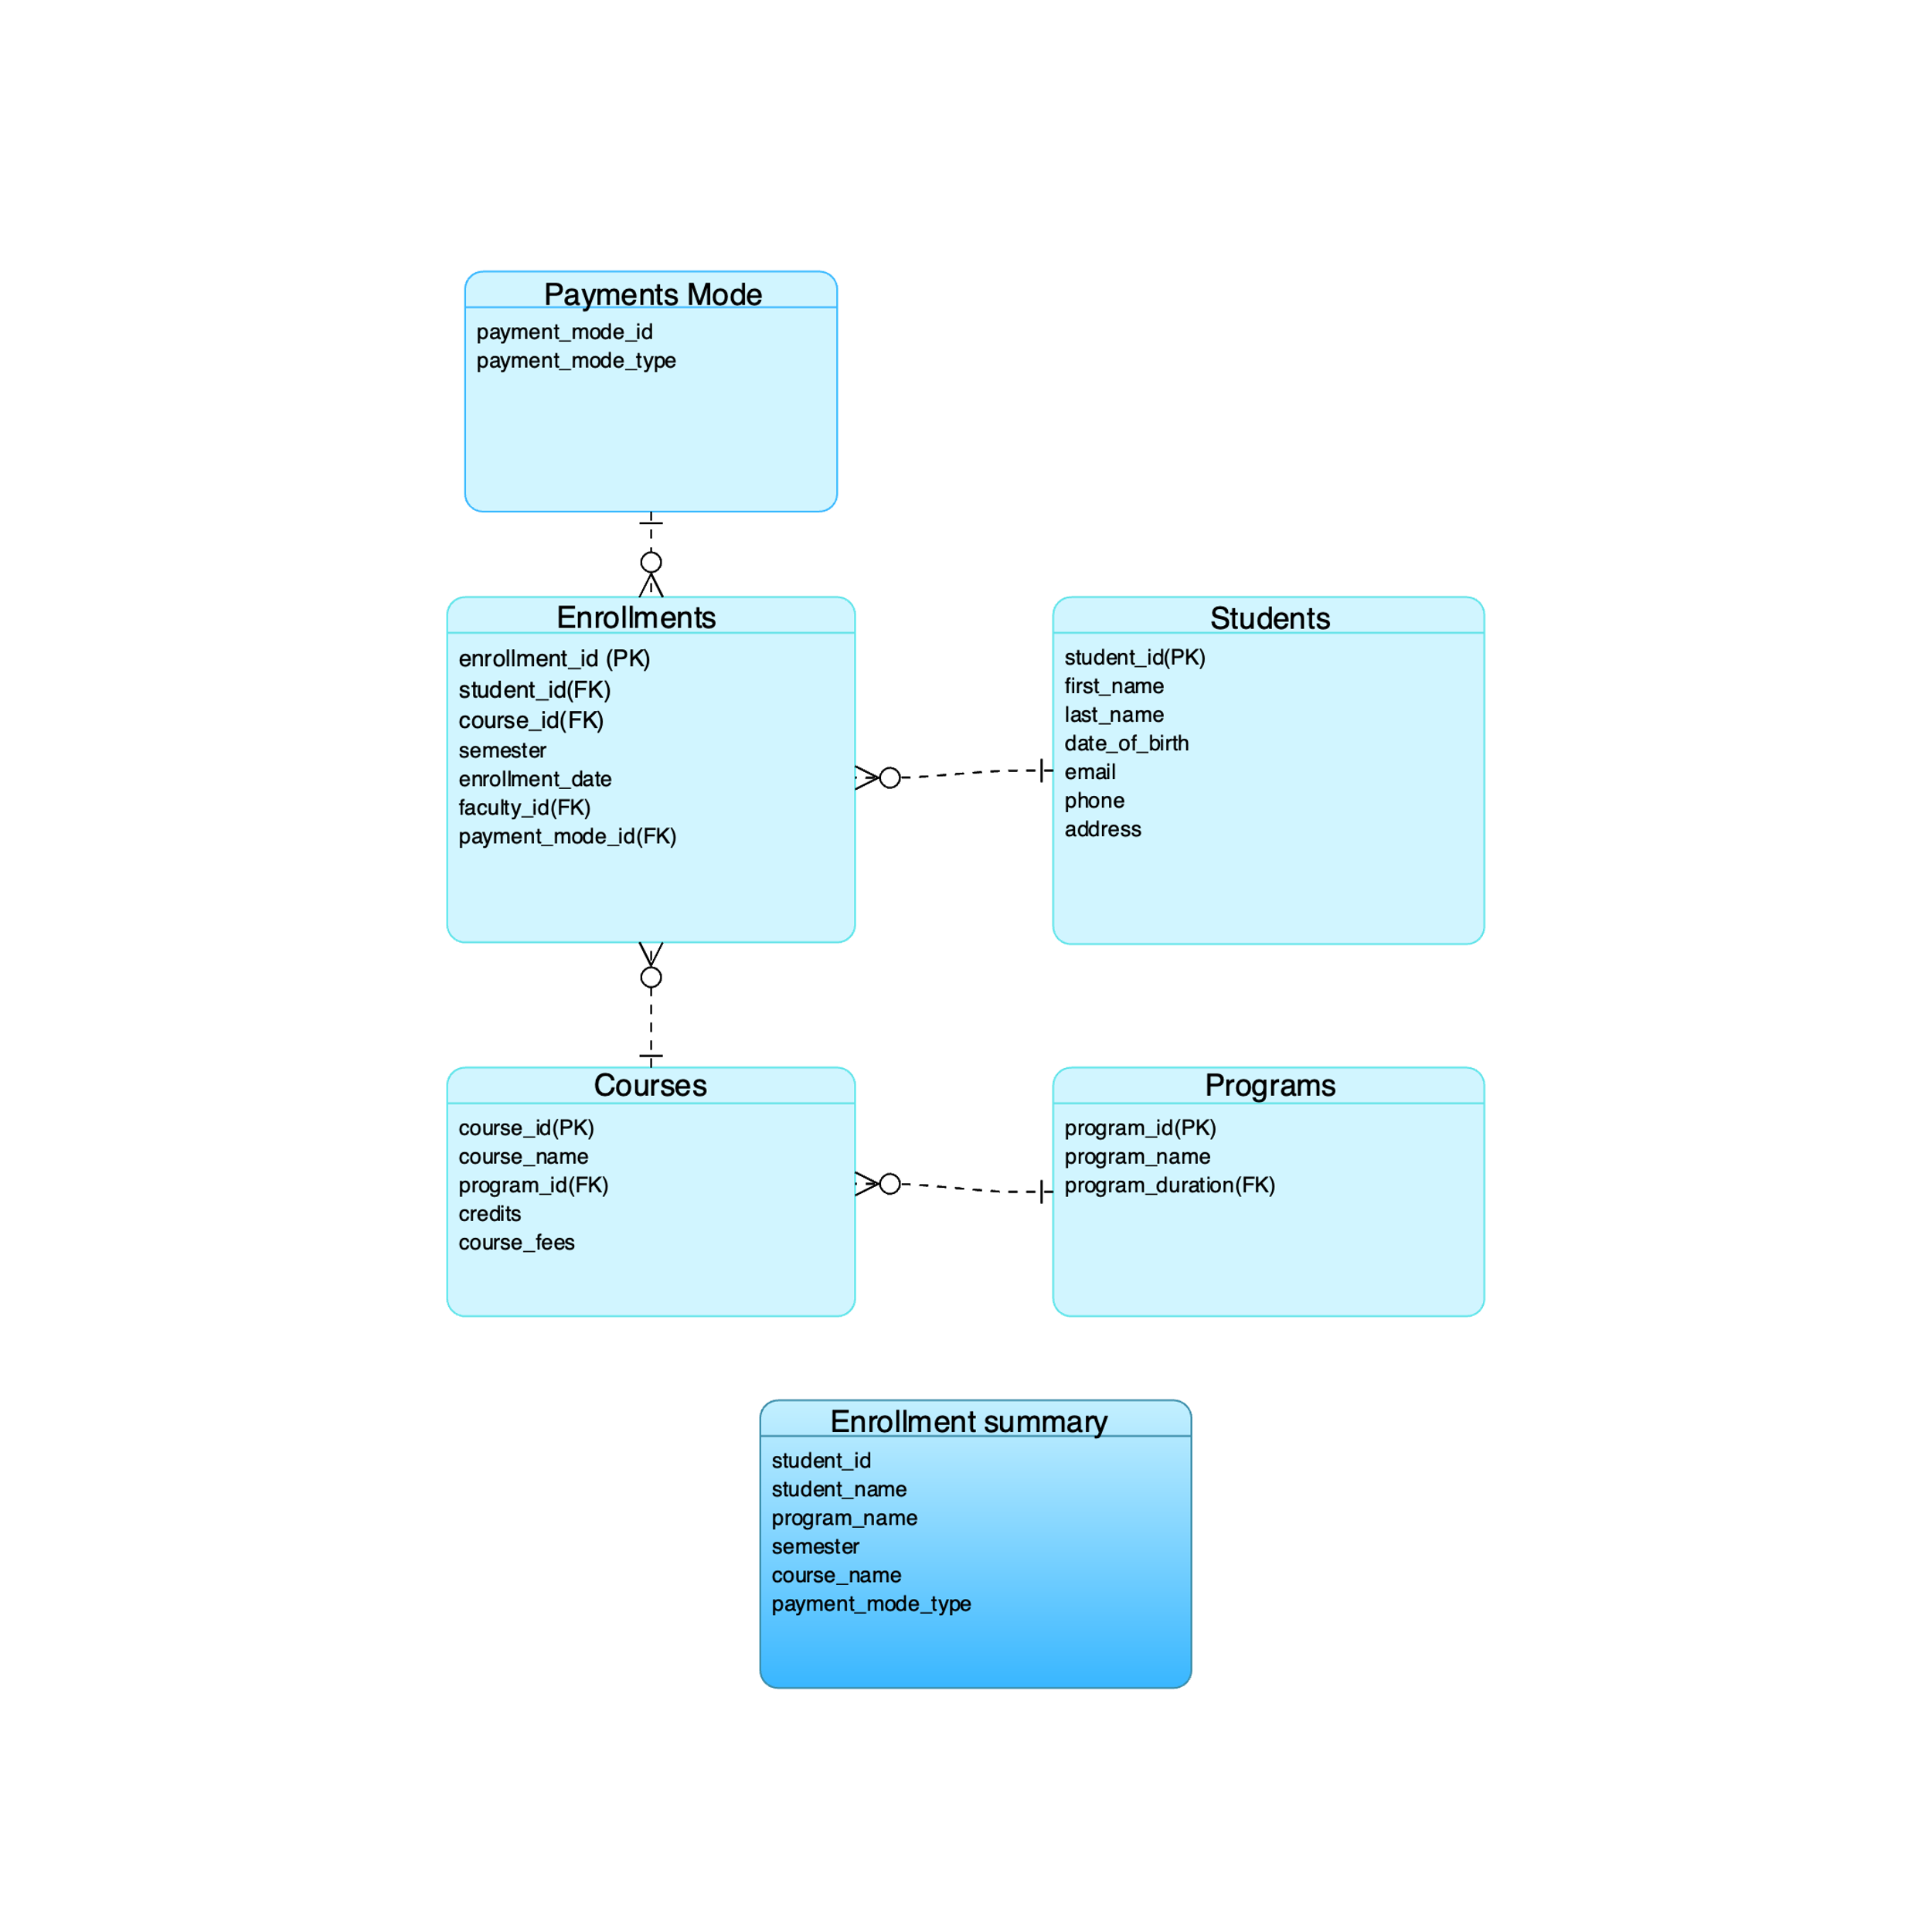 Payments Mode
payment_mode_id
payment_mode_type
Enrollments
enrollment_id (PK)
student_id(FK)
course_id(FK)
semester
enrollment_date
faculty_id(FK)
payment_mode_id(FK)
Students
student_id(PK)
first_name
last_name
date_of_birth
email
phone
address
Courses
course_id(PK)
course_name
program_id(FK)
credits
course_fees
Programs
program_id(PK)
program_name
program_duration(FK)
Enrollment summary
student_id
student_name
program_name
semester
course_name
payment_mode_type